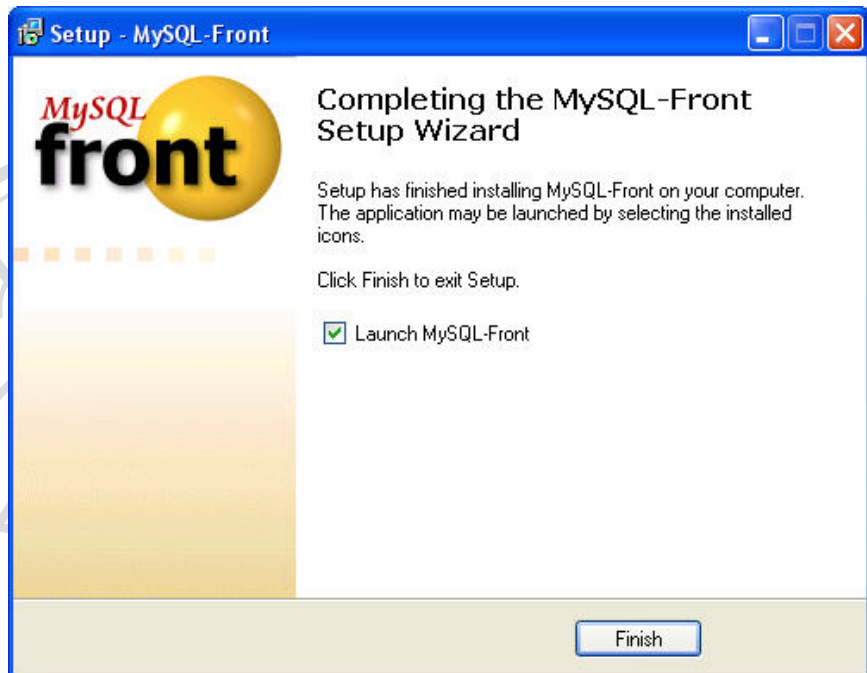 Setup - MySQL-Front
MySQL
front
Completing the MySQL-Front
Setup Wizard
Setup has finished installing MySQL-Front on your computer.
The application may be launched by selecting the installed
icons.
Click Finish to exit Setup.
Launch MySQL-Front
Finish